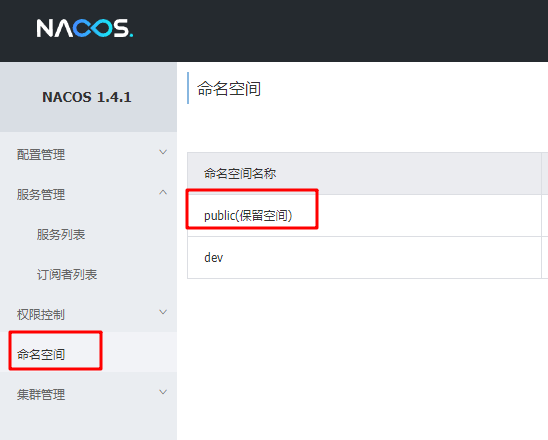 NACOS.
NACOS 1.4.1
配置管理
服务管理
服务列表
订阅者列表
权限控制
命名空间
集群管理
命名空间
命名空间名称
public(保留空间)
dev